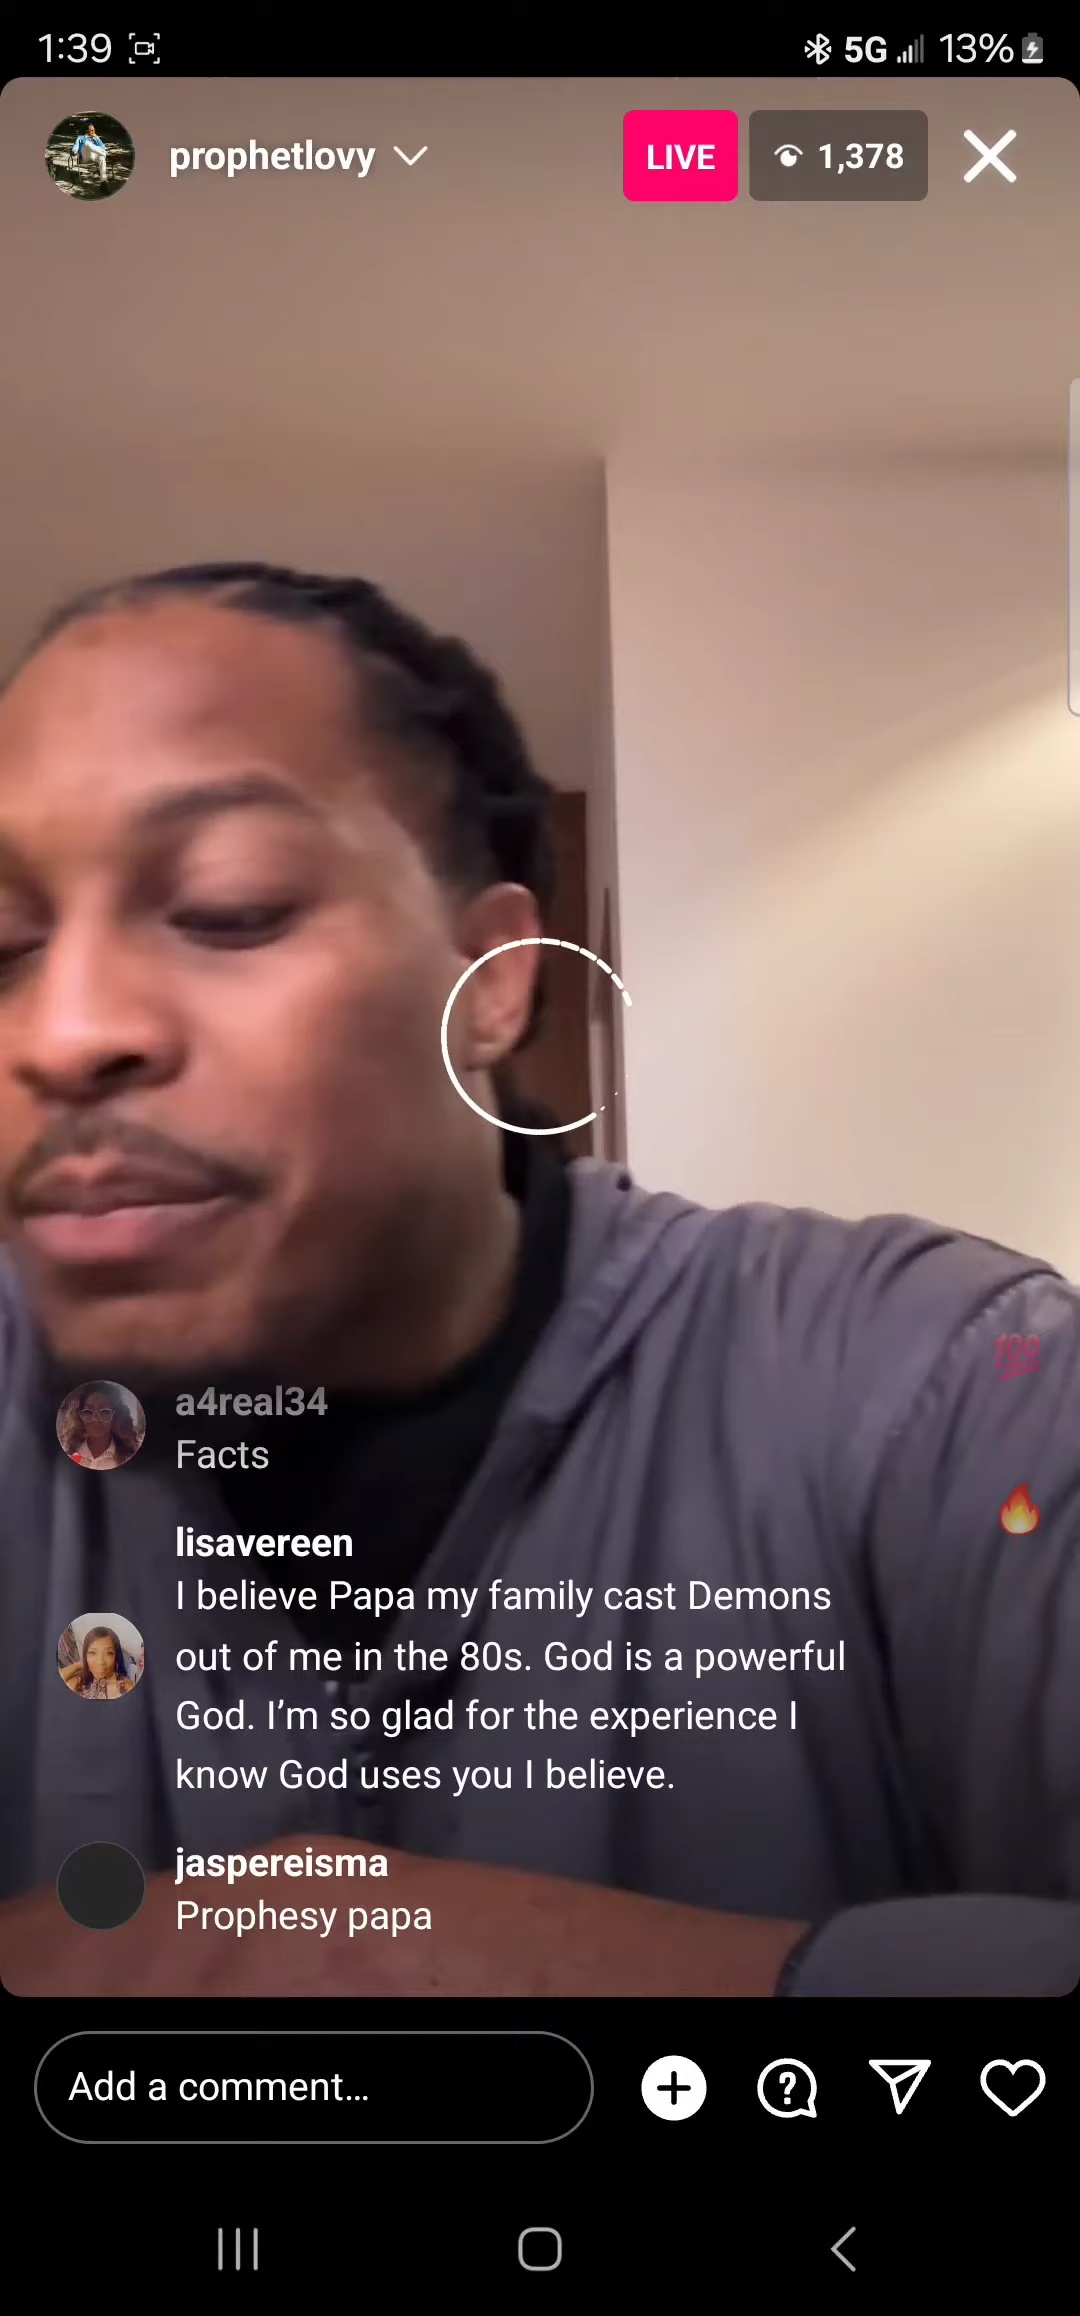 1:39
5G
13%
prophetlovy
LIVE
1,378
100
a4real34
Facts
lisavereen
I believe Papa my family cast Demons
out of me in the 80s. God is a powerful
God. I’m so glad for the experience I
know God uses you I believe.
jaspereisma
Prophesy papa
Add a comment...